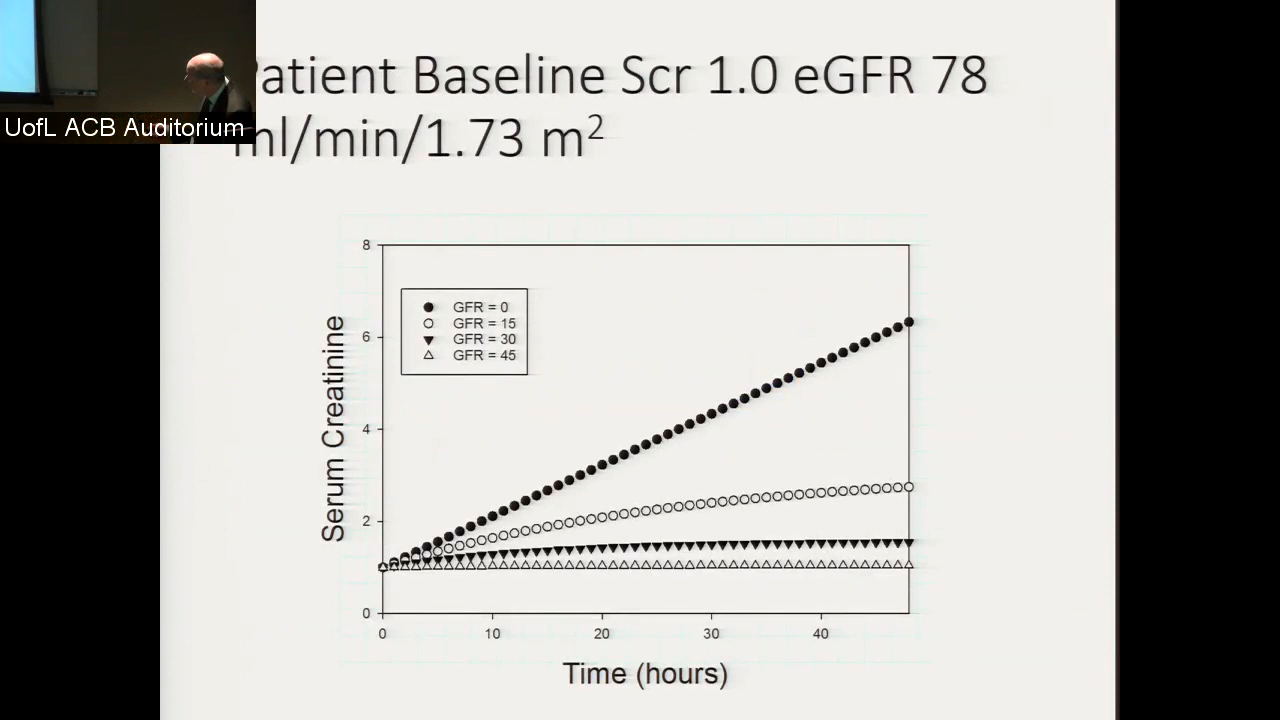 atient Baseline Scr 1.0 eGFR 78
ml/min/1.73 m²
UofL ACB Auditorium
8
6
4
2
0
Serum Creatinine
GFR = 0
GFR = 15
GFR = 30
GFR = 45
0 10 20 30 40
Time (hours)